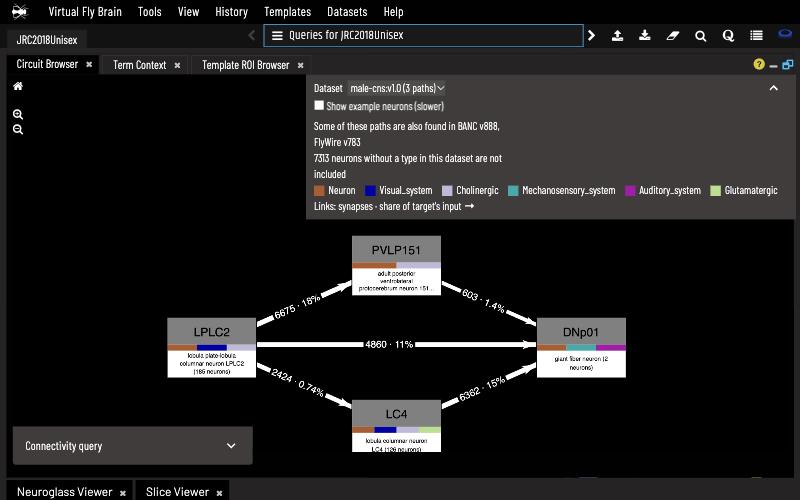 Virtual Fly Brain Tools View History Templates Datasets Help
JRC2018Unisex
Queries for JRC2018Unisex
Circuit Browser
Term Context
Template ROI Browser
Dataset male-cns:v1.0 (3 paths)
Show example neurons (slower)
Some of these paths are also found in BANC v888,
FlyWire v783
7313 neurons without a type in this dataset are not
included
Neuron Visual_system Cholinergic Mechanosensory_system Auditory_system Glutamatergic
Links: synapses · share of target's input →
PVLP151
adult posterior
ventrolateral
protocerebrum neuron 151...
6675 · 18%
603 · 1.4%
LPLC2
lobula plate-lobula
columnar neuron LPLC2
(185 neurons)
4860 · 11%
DNp01
giant fiber neuron (2
neurons)
2424 · 0.74%
6362 · 15%
LC4
lobula columnar neuron
LC4 (126 neurons)
Connectivity query
Neuroglass Viewer
Slice Viewer